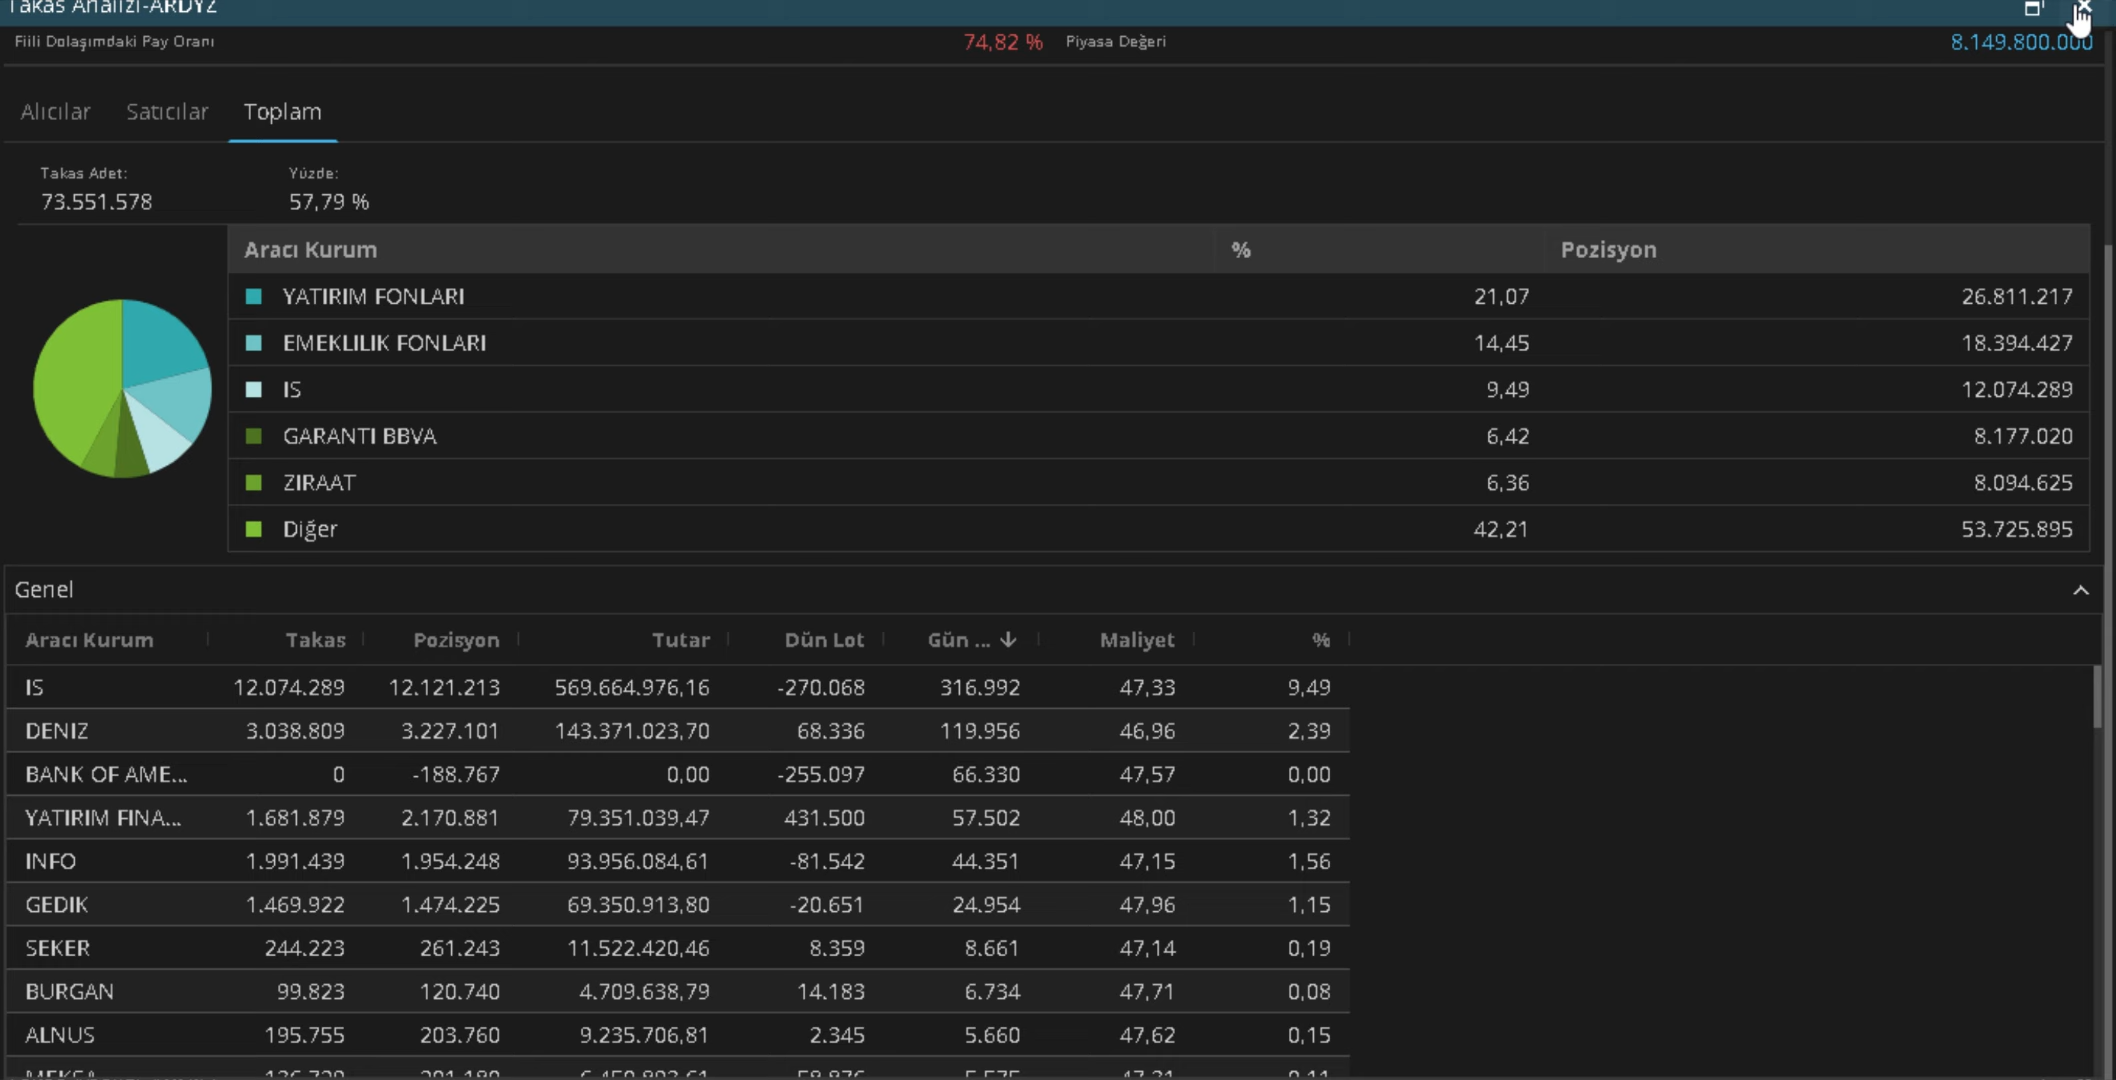 Takas Analizi-ARDYZ
Fiili Dolaşımdaki Pay Oranı 74,82 % Piyasa Değeri 8.149.800.000
Alıcılar Satıcılar Toplam
Takas Adet: Yüzde:
73.551.578 57,79 %
Aracı Kurum % Pozisyon
YATIRIM FONLARI 21,07 26.811.217
EMEKLILIK FONLARI 14,45 18.394.427
IS 9,49 12.074.289
GARANTI BBVA 6,42 8.177.020
ZIRAAT 6,36 8.094.625
Diğer 42,21 53.725.895
Genel
Aracı Kurum Takas Pozisyon Tutar Dün Lot Gün ... Maliyet %
IS 12.074.289 12.121.213 569.664.976,16 -270.068 316.992 47,33 9,49
DENIZ 3.038.809 3.227.101 143.371.023,70 68.336 119.956 46,96 2,39
BANK OF AME... 0 -188.767 0,00 -255.097 66.330 47,57 0,00
YATIRIM FINA... 1.681.879 2.170.881 79.351.039,47 431.500 57.502 48,00 1,32
INFO 1.991.439 1.954.248 93.956.084,61 -81.542 44.351 47,15 1,56
GEDIK 1.469.922 1.474.225 69.350.913,80 -20.651 24.954 47,96 1,15
SEKER 244.223 261.243 11.522.420,46 8.359 8.661 47,14 0,19
BURGAN 99.823 120.740 4.709.638,79 14.183 6.734 47,71 0,08
ALNUS 195.755 203.760 9.235.706,81 2.345 5.660 47,62 0,15